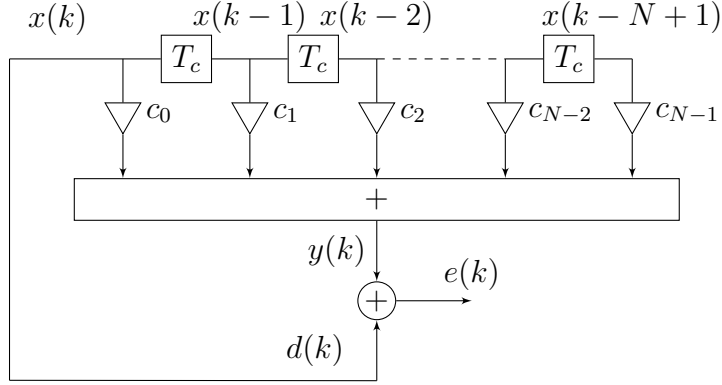 x(k) x(k − 1) x(k − 2) x(k − N + 1)
T_c T_c T_c
c_0 c_1 c_2 c_{N−2} c_{N−1}
+
y(k)
e(k)
+
d(k)